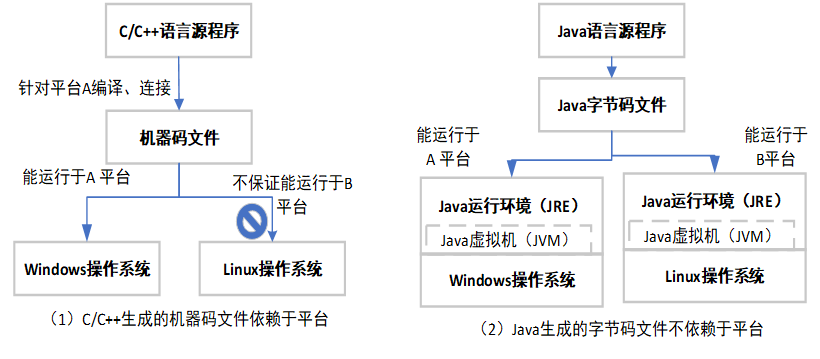 C/C++语言源程序
针对平台A编译、连接
机器码文件
能运行于A 平台
不保证能运行于B
平台
Windows操作系统
Linux操作系统
（1）C/C++生成的机器码文件依赖于平台
Java语言源程序
Java字节码文件
能运行于
A 平台
能运行于
B平台
Java运行环境（JRE）
Java虚拟机（JVM）
Windows操作系统
Java运行环境（JRE）
Java虚拟机（JVM）
Linux操作系统
（2）Java生成的字节码文件不依赖于平台